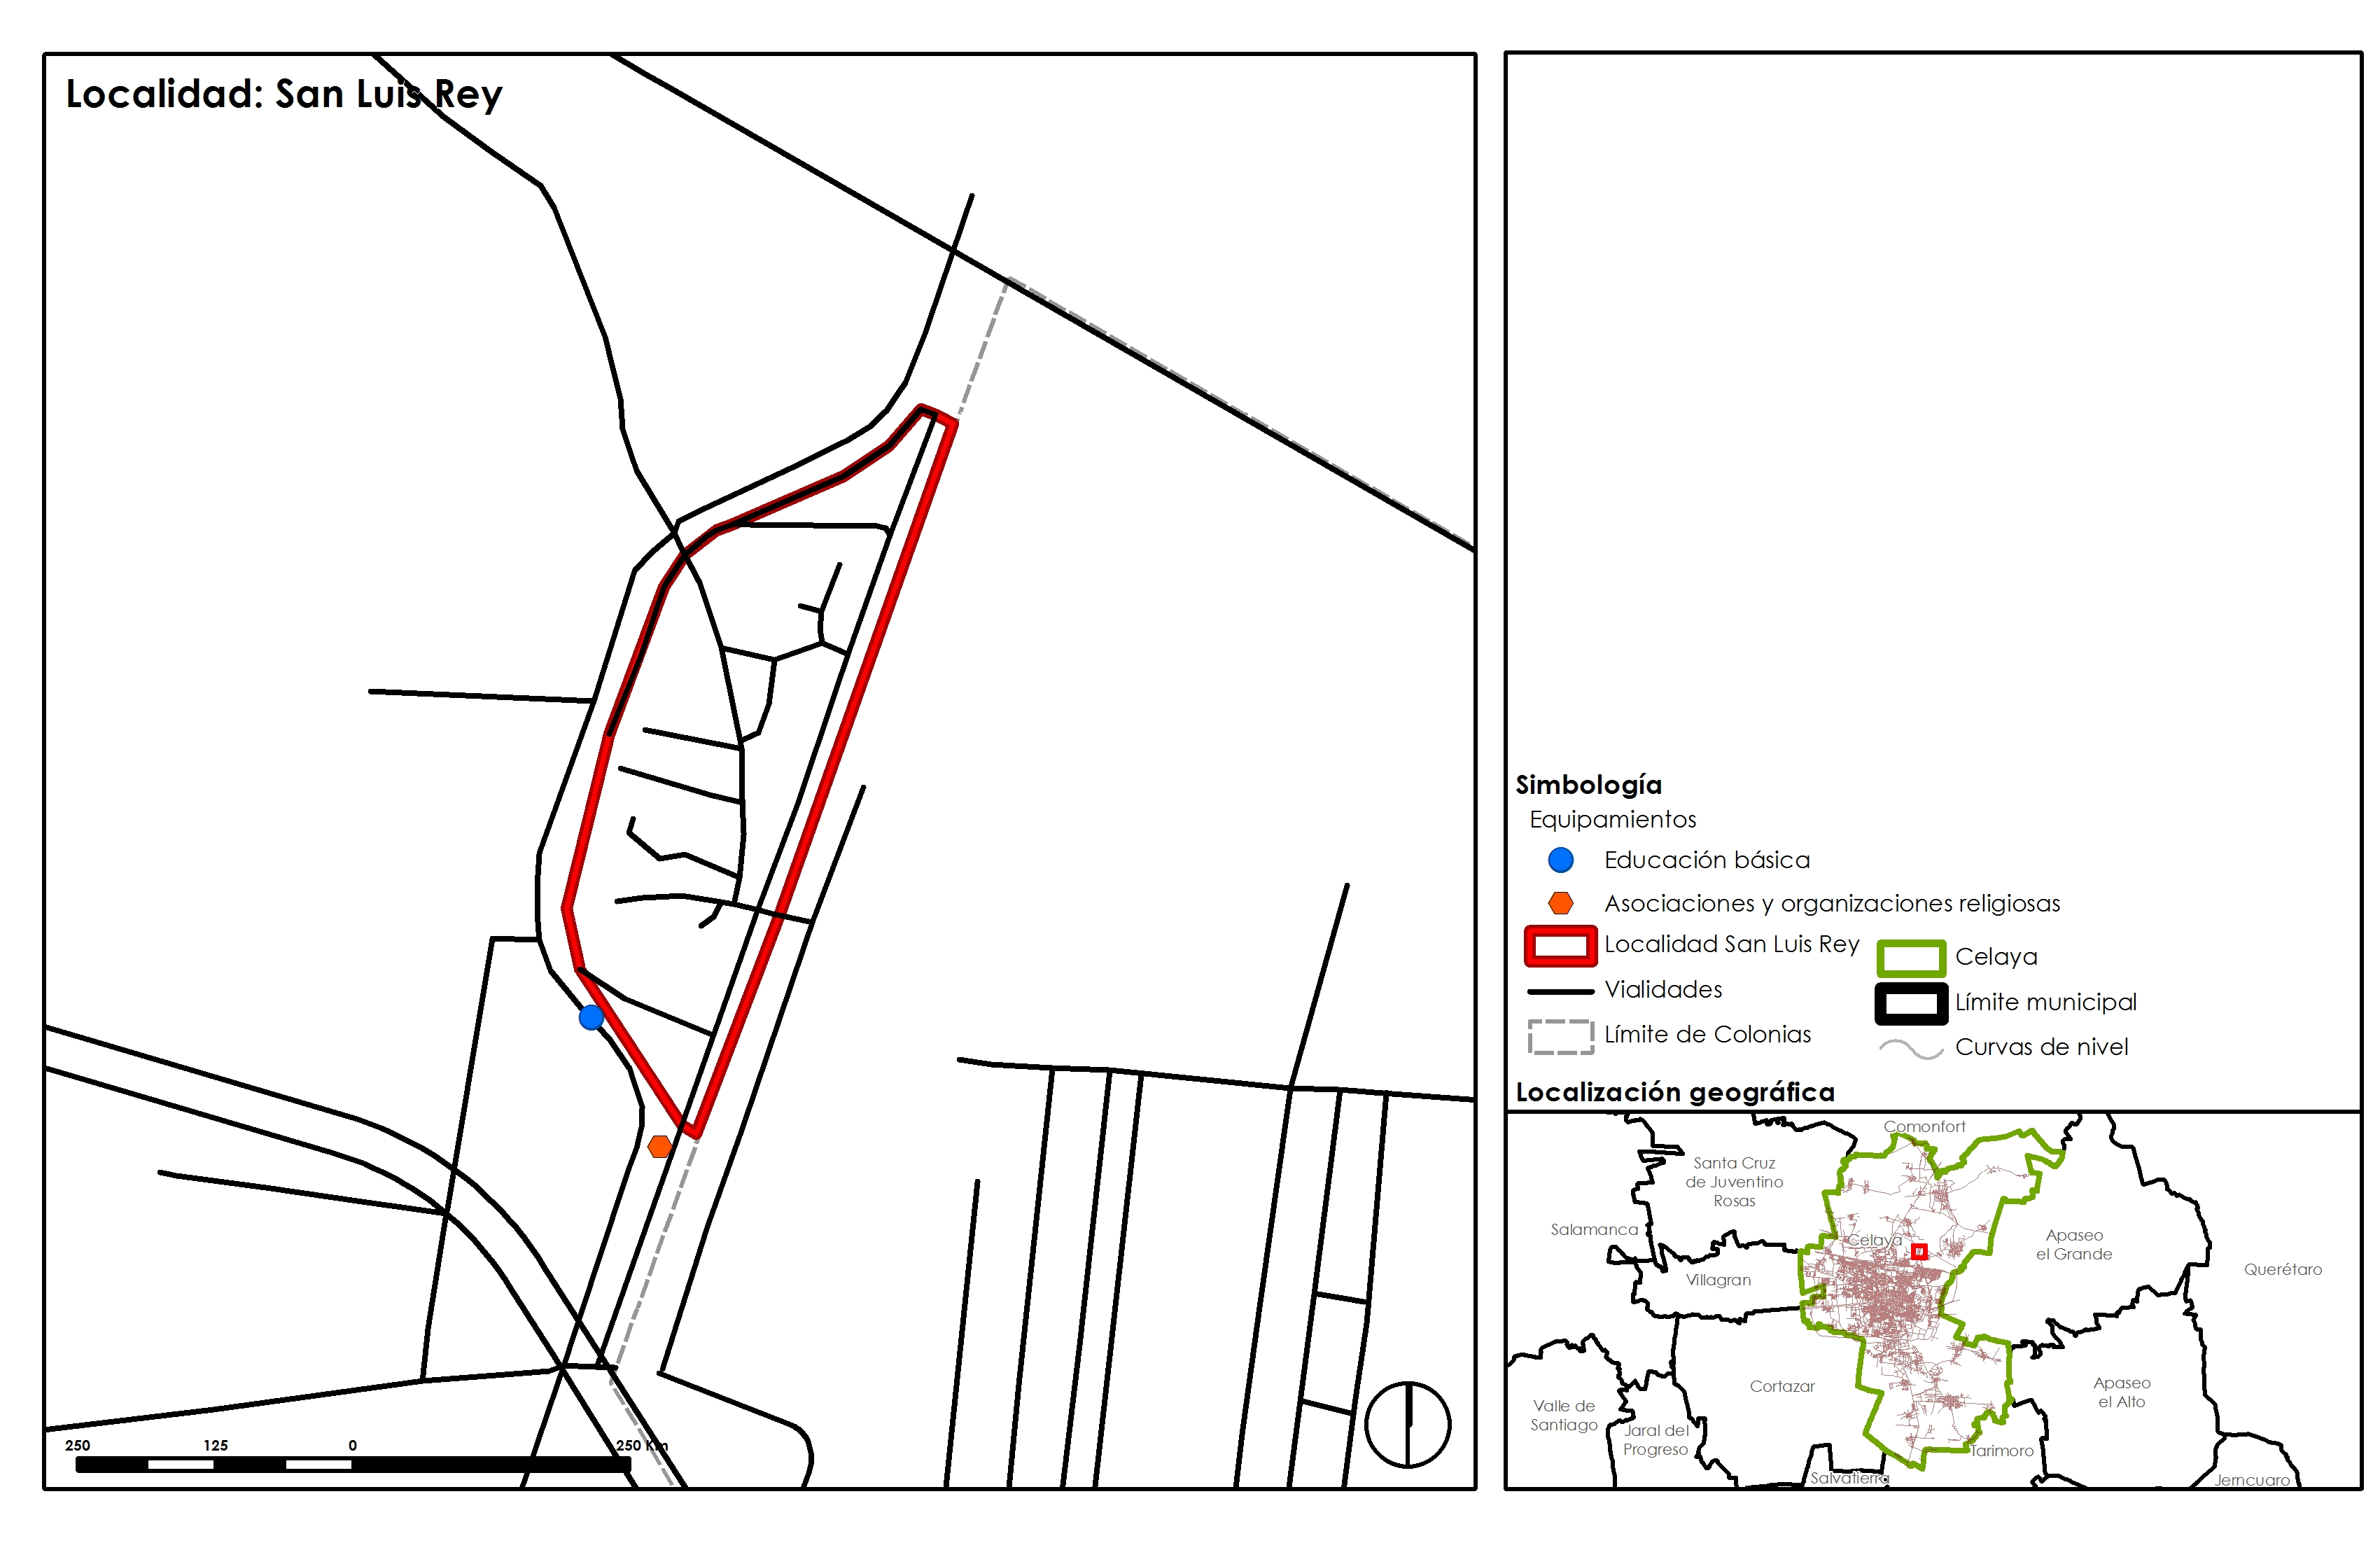 Localidad: San Luis Rey
250 125 0 250 Km
Simbología
Equipamientos
Educación básica
Asociaciones y organizaciones religiosas
Localidad San Luis Rey
Vialidades
Límite de Colonias
Celaya
Límite municipal
Curvas de nivel
Localización geográfica
Comonfort
Santa Cruz
de Juventino
Rosas
Salamanca
Celaya
Apaseo
el Grande
Villagran
Querétaro
Cortazar
Apaseo
el Alto
Valle de
Santiago
Jaral del
Progreso
Tarimoro
Salvatierra
Jerncuaro